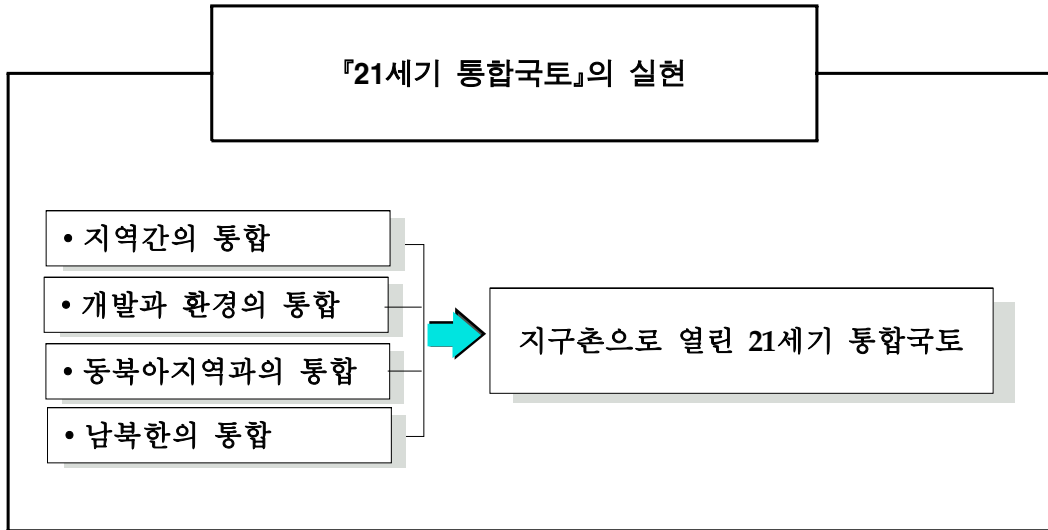 『21세기 통합국토』의 실현
• 지역간의 통합
• 개발과 환경의 통합
• 동북아지역과의 통합
• 남북한의 통합
지구촌으로 열린 21세기 통합국토